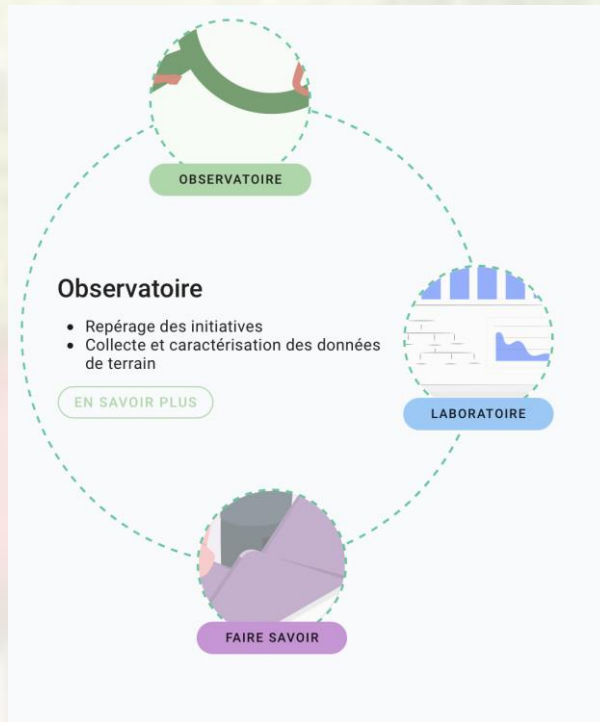 OBSERVATOIRE
Observatoire
• Repérage des initiatives
• Collecte et caractérisation des données
de terrain
EN SAVOIR PLUS
LABORATOIRE
FAIRE SAVOIR